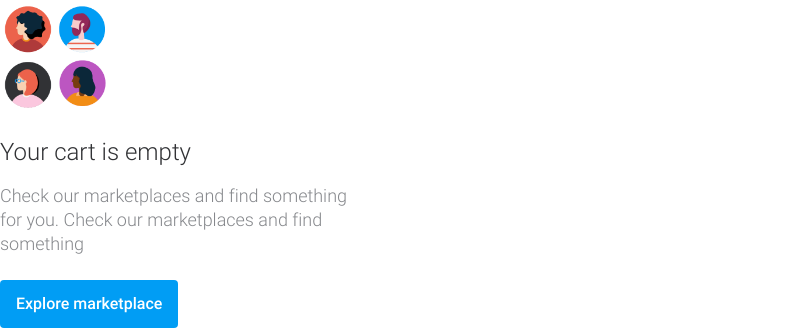 Your cart is empty
Check our marketplaces and find something
for you. Check our marketplaces and find
something
Explore marketplace